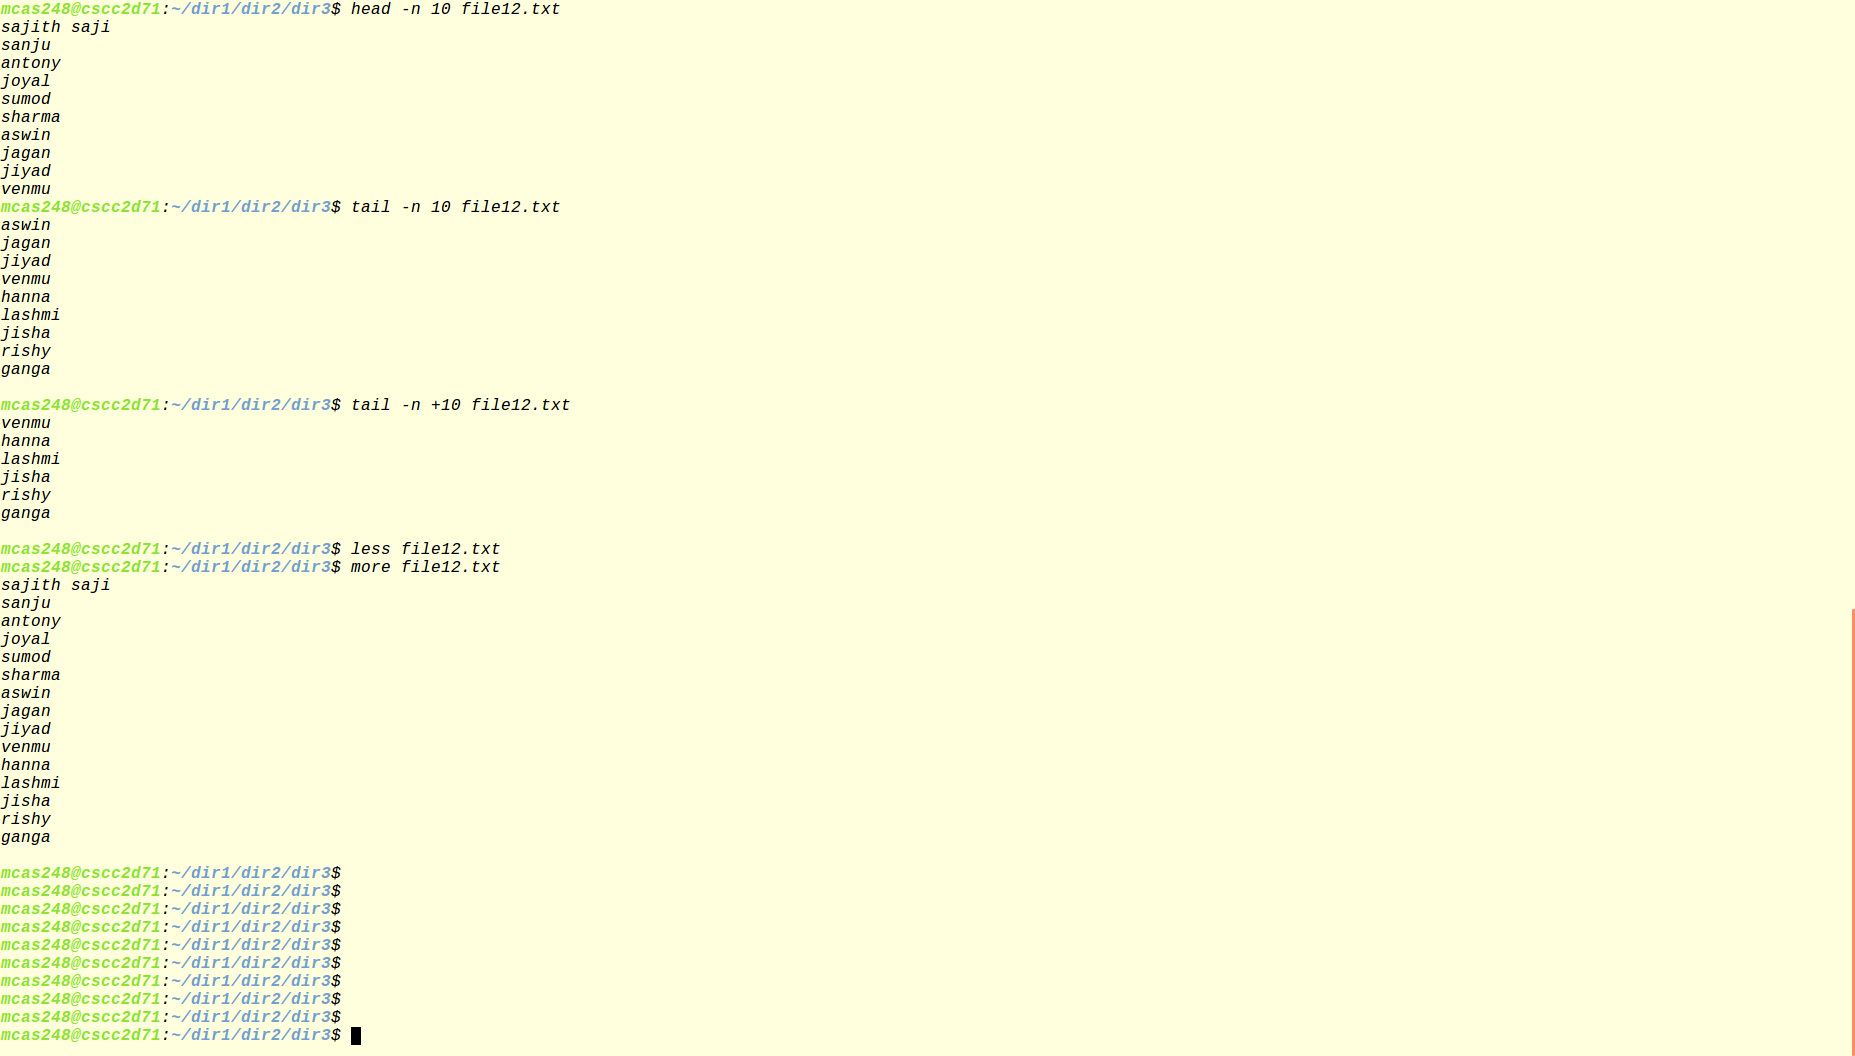 mcas248@cscc2d71:~/dir1/dir2/dir3$ head -n 10 file12.txt
sajith saji
sanju
antony
joyal
sumod
sharma
aswin
jagan
jiyad
venmu
mcas248@cscc2d71:~/dir1/dir2/dir3$ tail -n 10 file12.txt
aswin
jagan
jiyad
venmu
hanna
lashmi
jisha
rishy
ganga

mcas248@cscc2d71:~/dir1/dir2/dir3$ tail -n +10 file12.txt
venmu
hanna
lashmi
jisha
rishy
ganga

mcas248@cscc2d71:~/dir1/dir2/dir3$ less file12.txt
mcas248@cscc2d71:~/dir1/dir2/dir3$ more file12.txt
sajith saji
sanju
antony
joyal
sumod
sharma
aswin
jagan
jiyad
venmu
hanna
lashmi
jisha
rishy
ganga

mcas248@cscc2d71:~/dir1/dir2/dir3$
mcas248@cscc2d71:~/dir1/dir2/dir3$
mcas248@cscc2d71:~/dir1/dir2/dir3$
mcas248@cscc2d71:~/dir1/dir2/dir3$
mcas248@cscc2d71:~/dir1/dir2/dir3$
mcas248@cscc2d71:~/dir1/dir2/dir3$
mcas248@cscc2d71:~/dir1/dir2/dir3$
mcas248@cscc2d71:~/dir1/dir2/dir3$
mcas248@cscc2d71:~/dir1/dir2/dir3$
mcas248@cscc2d71:~/dir1/dir2/dir3$